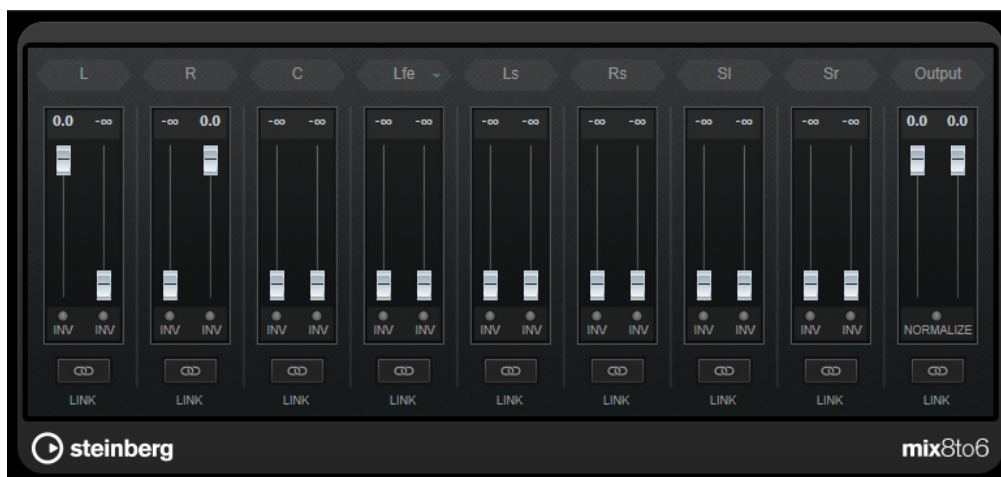 L R C Lfe Ls Rs Sl Sr Output
0.0 -∞ -∞ 0.0 -∞ -∞ -∞ -∞ -∞ -∞ -∞ -∞ -∞ -∞ -∞ -∞ 0.0 0.0
INV INV INV INV INV INV INV INV INV INV INV INV INV INV INV INV NORMALIZE
LINK LINK LINK LINK LINK LINK LINK LINK LINK
steinberg mix8to6